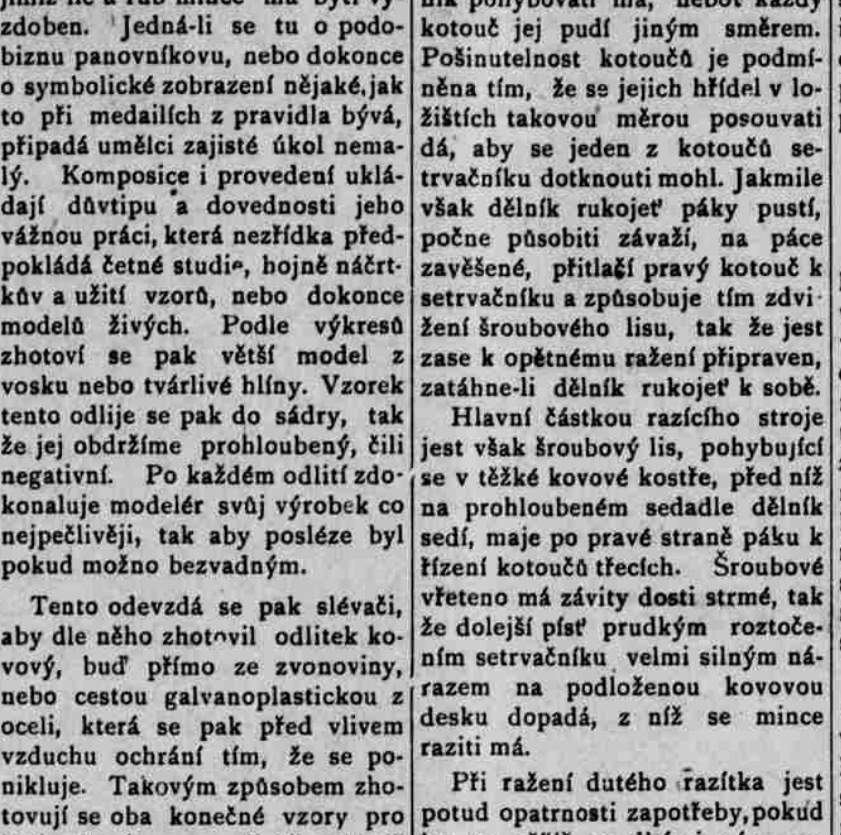 zdoben. Jedná-li se tu o podo-
biznu panovníkovu, nebo dokonce
o symbolické zobrazení nějaké, jak
to při medailích z pravidla bývá,
připadá umělci zajisté úkol nema-
lý. Komposice i provedení uklá-
dají důvtipu a dovednosti jeho
vážnou práci, která nezřídka před-
pokládá četné studie, hojně náčrt-
kův a užití vzorů, nebo dokonce
modelů živých. Podle výkresů
zhotoví se pak větší model z
vosku nebo tvárlivé hlíny. Vzorek
tento odlije se pak do sádry, tak
že jej obdržíme prohloubený, čili
negativní. Po každém odlití zdo-
konaluje modelér svůj výrobek co
nejpečlivěji, tak aby posléze byl
pokud možno bezvadným.
Tento odevzdá se pak slévači,
aby dle něho zhotovil odlitek ko-
vový, buď přímo ze zvonoviny,
nebo cestou galvanoplastickou z
oceli, která se pak před vlivem
vzduchu ochrání tím, že se po-
nikluje. Takovým způsobem zho-
tovují se oba konečné vzory pro
ník pohybovati má, neboť každý
kotouč jej pudí jiným směrem.
Pošinutelnost kotoučů je podmí-
něna tím, že se jejich hřídel v lo-
žištích takovou měrou posouvati
dá, aby se jeden z kotoučů se-
trvačníku dotknouti mohl. Jakmile
však dělník rukojeť páky pustí,
počne působiti závaží, na páce
zavěšené, přitlačí pravý kotouč k
setrvačníku a způsobuje tím zdvi-
žení šroubového lisu, tak že jest
zase k opětnému ražení připraven,
zatáhne-li dělník rukojeť k sobě.
Hlavní částkou razícího stroje
jest však šroubový lis, pohybující
se v těžké kovové kostře, před níž
na prohloubeném sedadle dělník
sedí, maje po pravé straně páku k
řízení kotoučů třecích. Šroubové
vřeteno má závity dosti strmé, tak
že dolejší písť prudkým roztoče-
ním setrvačníku velmi silným ná-
razem na podloženou kovovou
desku dopadá, z níž se mince
raziti má.
Při ražení dutého razítka jest
potud opatrnosti zapotřeby, pokud